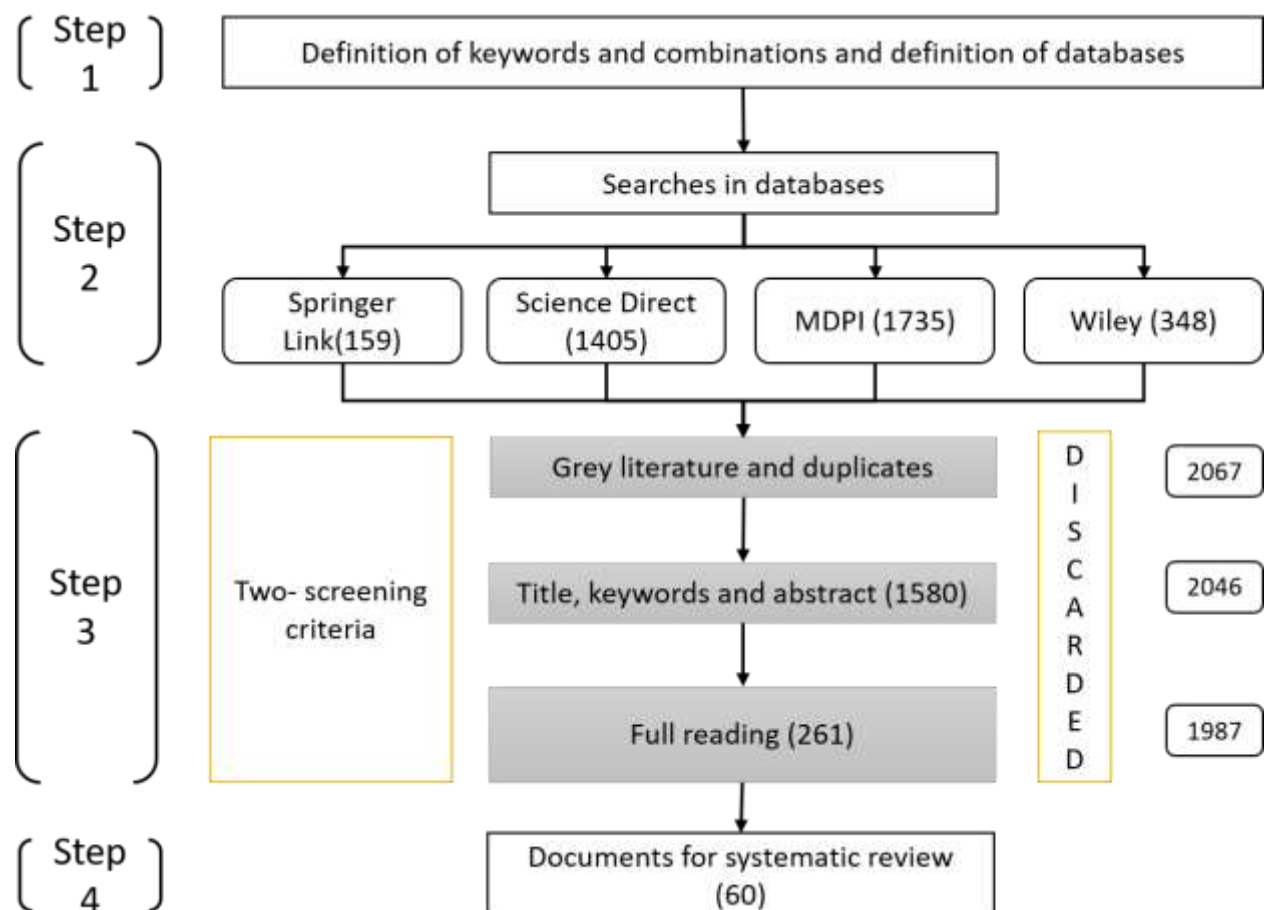 Step
1
Definition of keywords and combinations and definition of databases
Step
2
Searches in databases
Springer
Link(159)
Science Direct
(1405)
MDPI (1735)
Wiley (348)
Step
3
Two- screening
criteria
Grey literature and duplicates
Title, keywords and abstract (1580)
Full reading (261)
D
I
S
C
A
R
D
E
D
2067
2046
1987
Step
4
Documents for systematic review
(60)